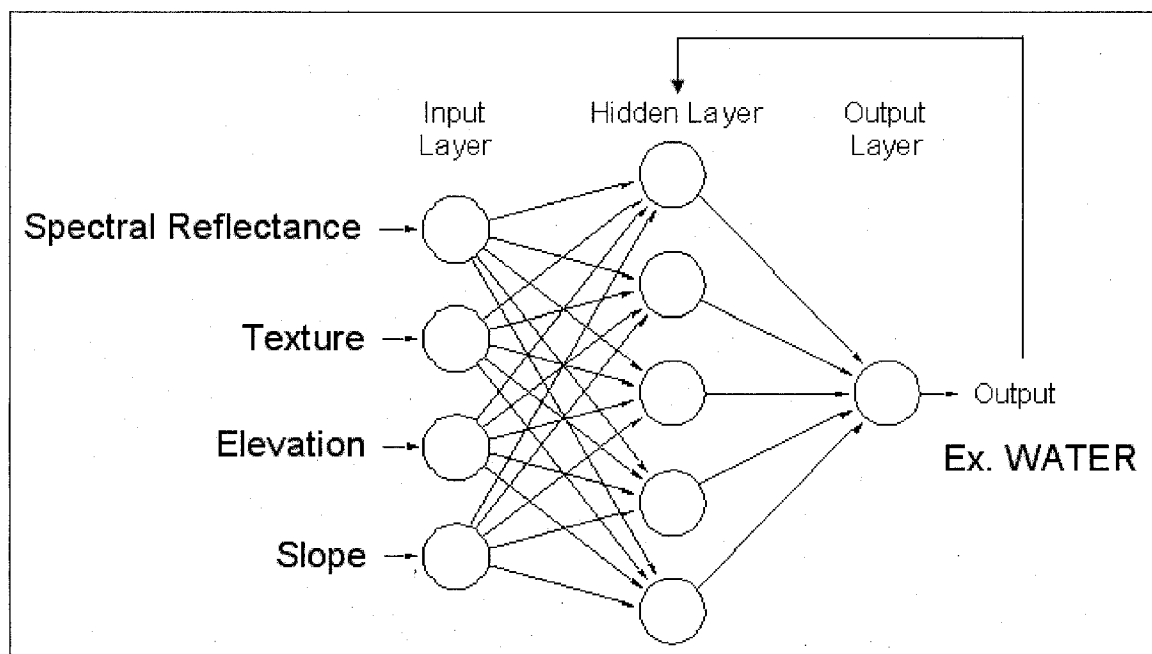 Input
Layer
Hidden Layer
Output
Layer
Spectral Reflectance
Texture
Elevation
Slope
Output
Ex. WATER